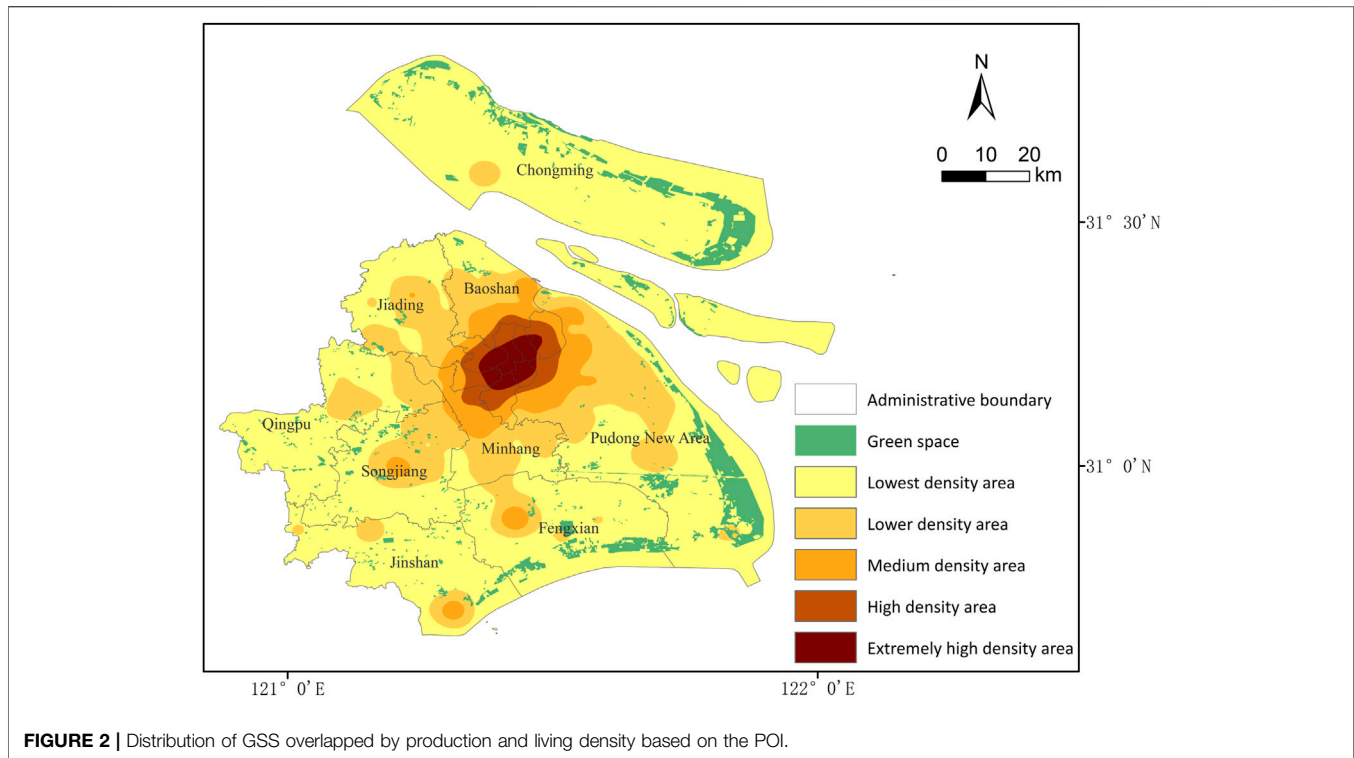 N
0 10 20
km
Chongming
31° 30'N
Baoshan
Jiading
Administrative boundary
Qingpu
Pudong New Area
Green space
Minhang
31° 0'N
Songjiang
Lowest density area
Lower density area
Fengxian
Jinshan
Medium density area
High density area
Extremely high density area
121° 0'E
122° 0'E
FIGURE 2 | Distribution of GSS overlapped by production and living density based on the POI.